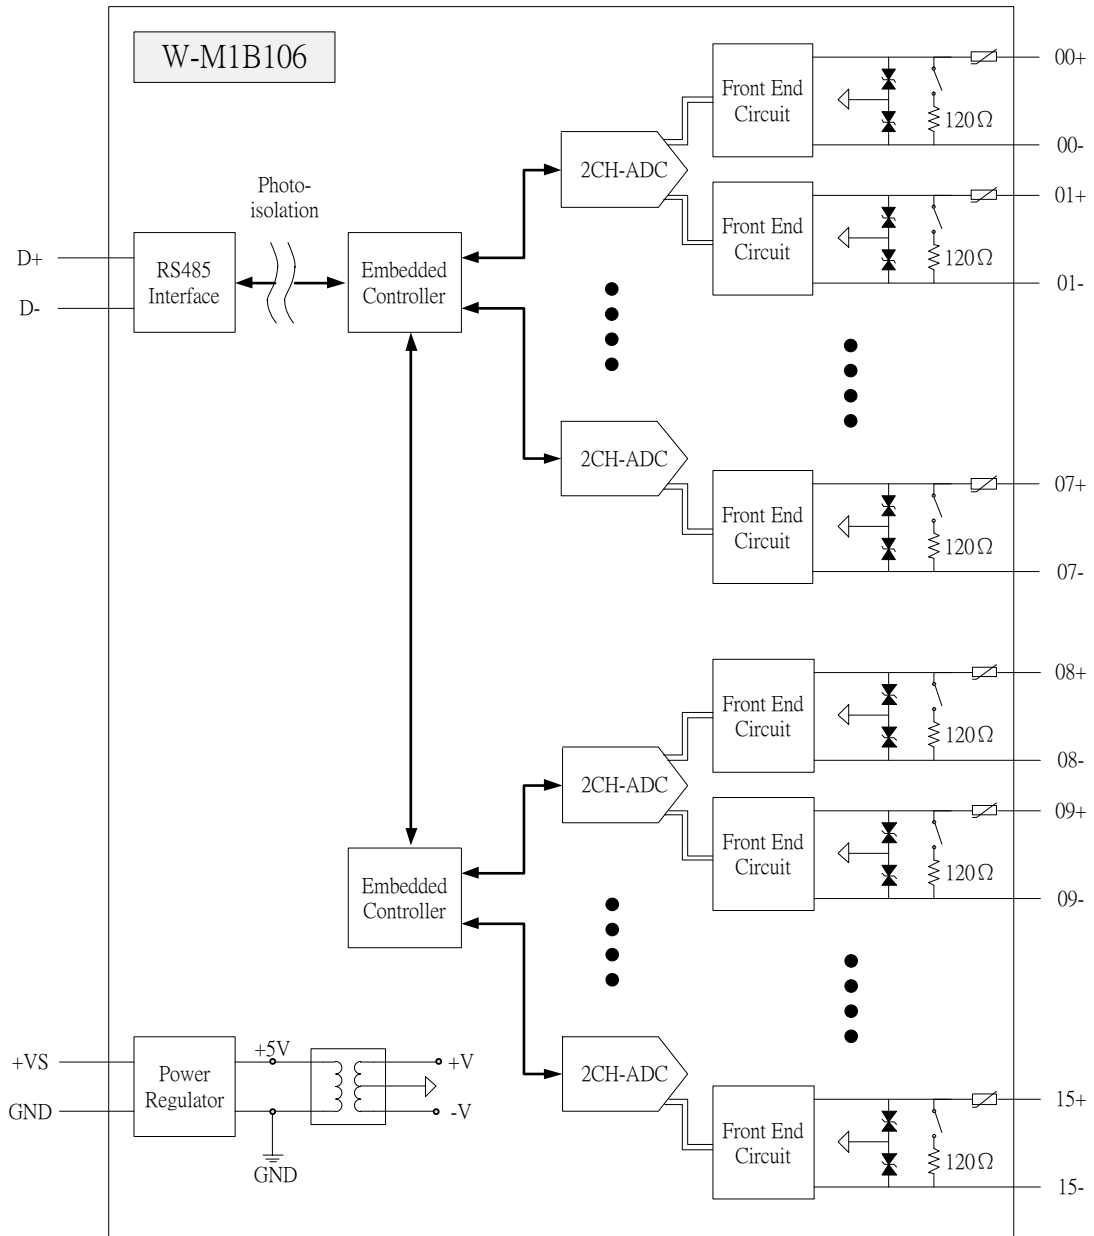 W-M1B106
Photo-
isolation
D+
D-
RS485
Interface
Embedded
Controller
2CH-ADC
Front End
Circuit
120Ω
00+
00-
Front End
Circuit
120Ω
01+
01-
2CH-ADC
Front End
Circuit
120Ω
07+
07-
Front End
Circuit
120Ω
08+
08-
2CH-ADC
Front End
Circuit
120Ω
09+
09-
Embedded
Controller
2CH-ADC
Front End
Circuit
120Ω
15+
15-
+VS
GND
Power
Regulator
+5V
GND
+V
-V